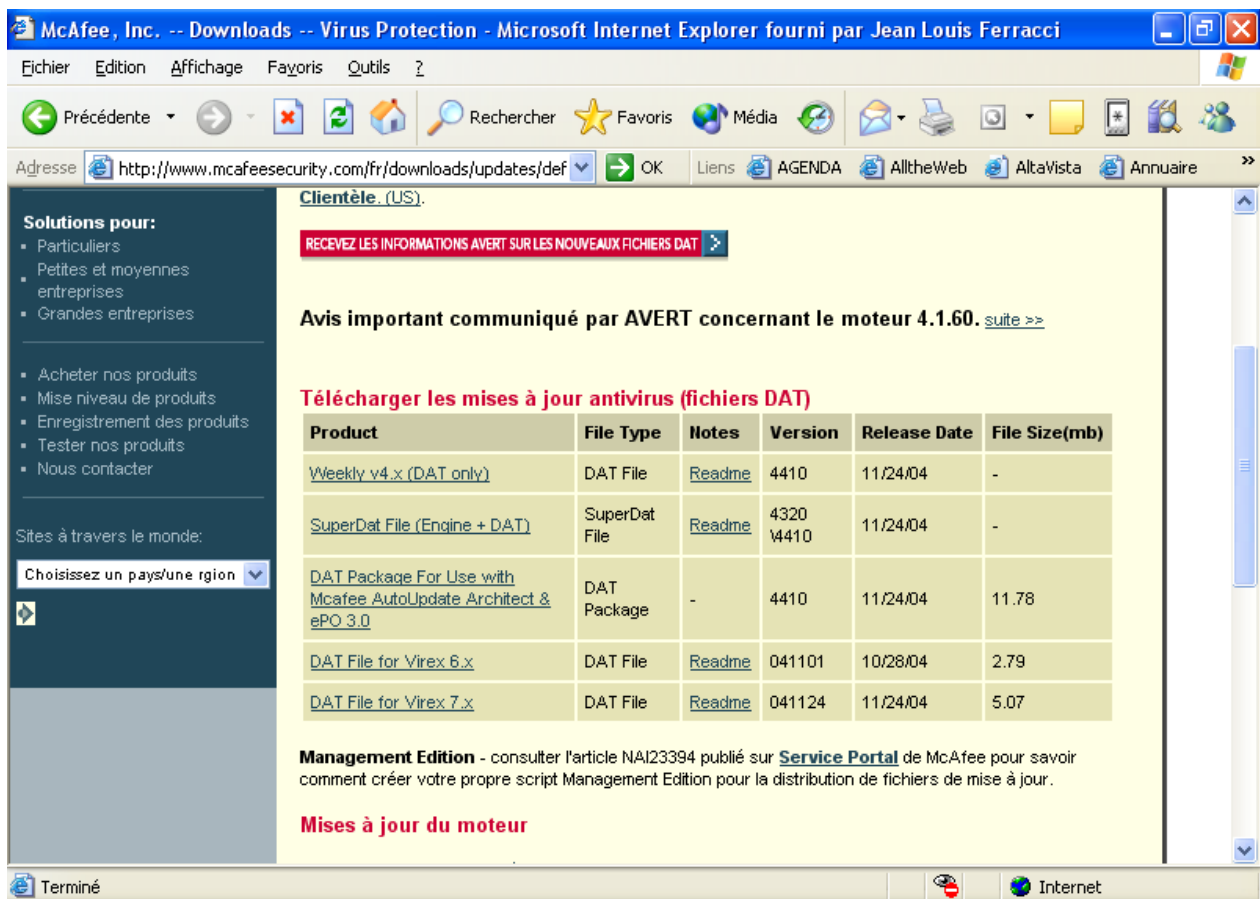 McAfee, Inc. -- Downloads -- Virus Protection - Microsoft Internet Explorer fourni par Jean Louis Ferracci
Fichier Edition Affichage Favoris Outils ?
Précédente Rechercher Favoris Média
Adresse http://www.mcafeesecurity.com/fr/downloads/updates/def OK Liens AGENDA AlltheWeb AltaVista Annuaire »
Solutions pour:
Particuliers
Petites et moyennes
entreprises
Grandes entreprises
Acheter nos produits
Mise niveau de produits
Enregistrement des produits
Tester nos produits
Nous contacter
Sites à travers le monde:
Choisissez un pays/une rgion
Clientèle. (US).
RECEVEZ LES INFORMATIONS AVERT SUR LES NOUVEAUX FICHIERS DAT
Avis important communiqué par AVERT concernant le moteur 4.1.60. suite >>
Télécharger les mises à jour antivirus (fichiers DAT)
Product File Type Notes Version Release Date File Size(mb)
Weekly v4.x (DAT only) DAT File Readme 4410 11/24/04 -
SuperDat File (Engine + DAT) SuperDat File Readme 4320 \4410 11/24/04 -
DAT Package For Use with Mcafee AutoUpdate Architect & ePO 3.0 DAT Package - 4410 11/24/04 11.78
DAT File for Virex 6.x DAT File Readme 041101 10/28/04 2.79
DAT File for Virex 7.x DAT File Readme 041124 11/24/04 5.07
Management Edition - consulter l'article NAI23394 publié sur Service Portal de McAfee pour savoir
comment créer votre propre script Management Edition pour la distribution de fichiers de mise à jour.
Mises à jour du moteur
Terminé Internet